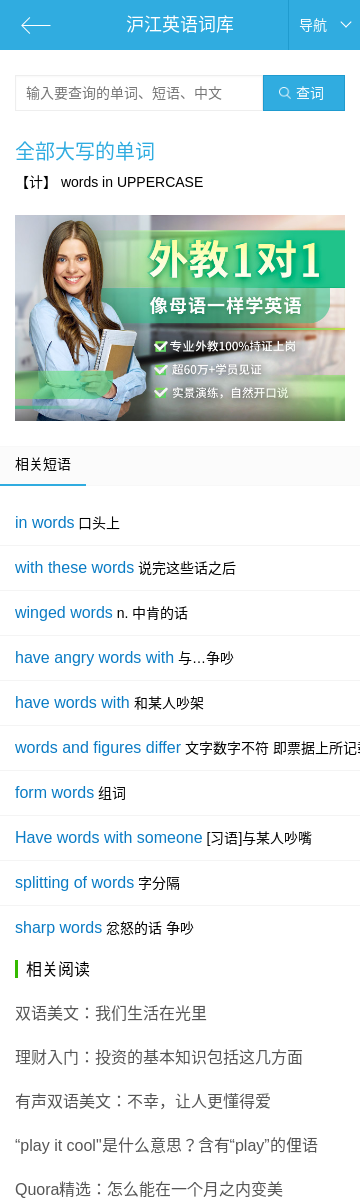 沪江英语词库
导航
输入要查询的单词、短语、中文
查词
全部大写的单词
【计】 words in UPPERCASE
外教1对1
像母语一样学英语
专业外教100%持证上岗
超60万+学员见证
实景演练，自然开口说
相关短语
in words 口头上
with these words 说完这些话之后
winged words n. 中肯的话
have angry words with 与…争吵
have words with 和某人吵架
words and figures differ 文字数字不符 即票据上所记
form words 组词
Have words with someone [习语]与某人吵嘴
splitting of words 字分隔
sharp words 忿怒的话 争吵
相关阅读
双语美文：我们生活在光里
理财入门：投资的基本知识包括这几方面
有声双语美文：不幸，让人更懂得爱
“play it cool"是什么意思？含有“play”的俚语
Quora精选：怎么能在一个月之内变美